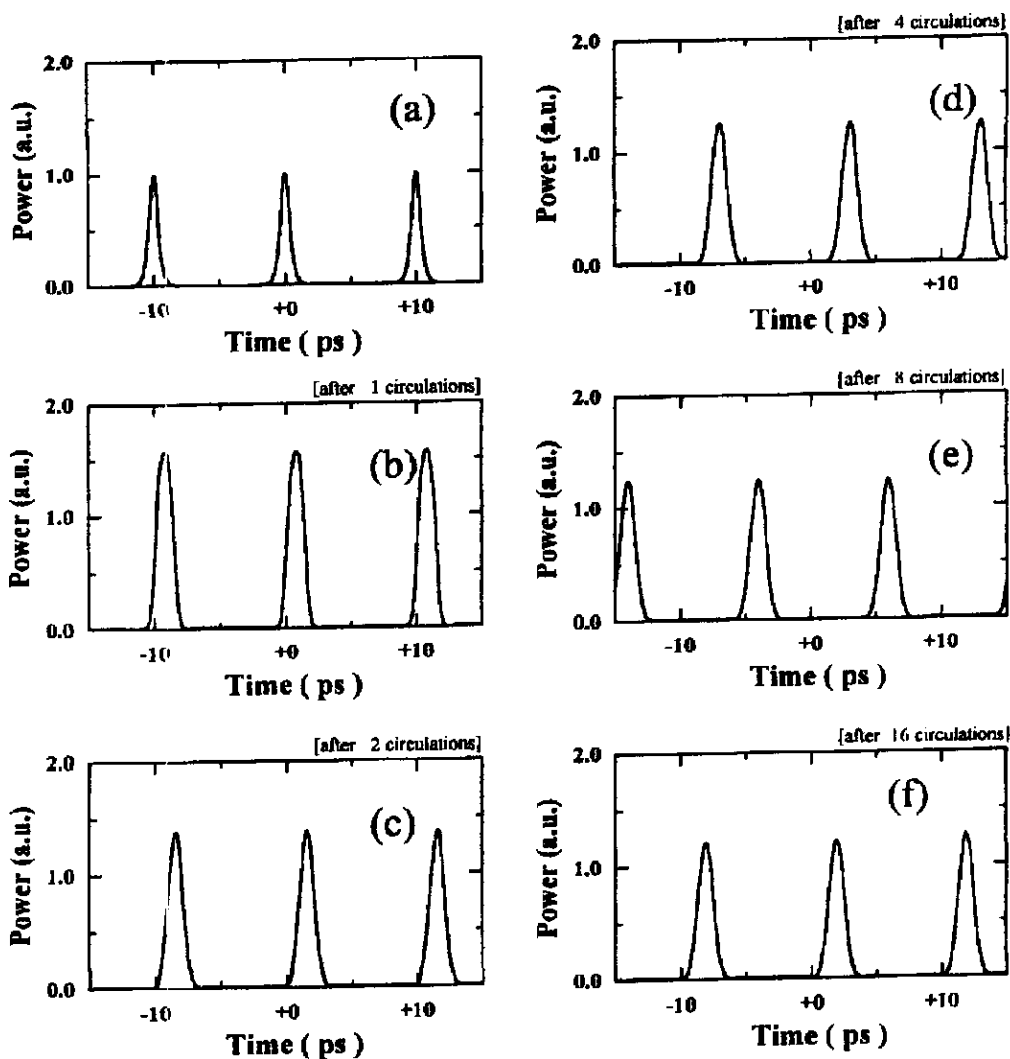 2.0
(a)
Power (a.u.)
1.0
0.0
-10 +0 +10
Time ( ps )
[after 1 circulations]
2.0
(b)
Power (a.u.)
1.0
0.0
-10 +0 +10
Time ( ps )
[after 2 circulations]
2.0
(c)
Power (a.u.)
1.0
0.0
-10 +0 +10
Time ( ps )
[after 4 circulations]
2.0
(d)
Power (a.u.)
1.0
0.0
-10 +0 +10
Time ( ps )
[after 8 circulations]
2.0
(e)
Power (a.u.)
1.0
0.0
-10 +0 +10
Time ( ps )
[after 16 circulations]
2.0
(f)
Power (a.u.)
1.0
0.0
-10 +0 +10
Time ( ps )